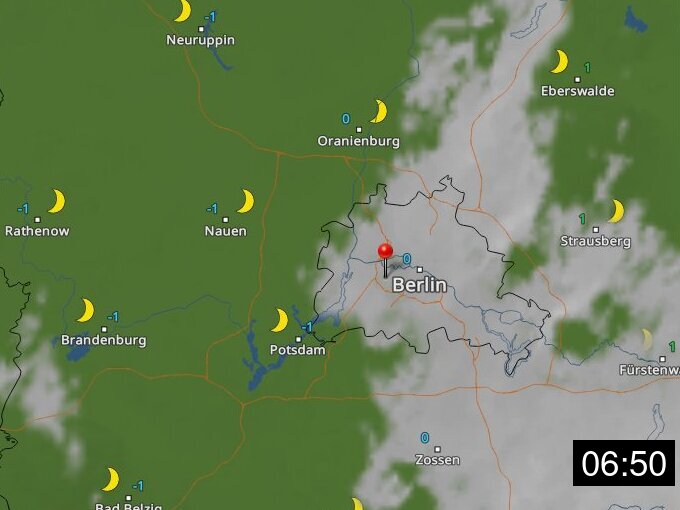 -1
Neuruppin
1
Eberswalde
0
Oranienburg
-1
Rathenow
-1
Nauen
1
Strausberg
0
Berlin
-1
Brandenburg
-1
Potsdam
1
Fürstenwa
0
Zossen
06:50
-1
Bad Belzig